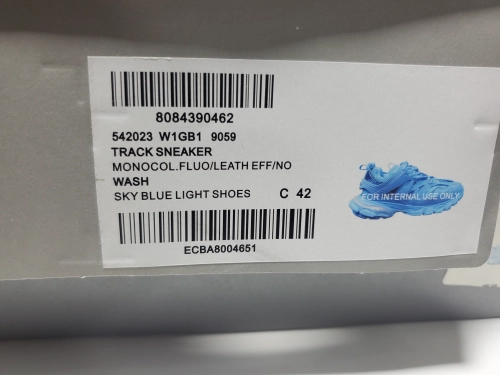 8084390462
542023 W1GB1 9059
TRACK SNEAKER
MONOCOL.FLUO/LEATH EFF/NO
WASH
SKY BLUE LIGHT SHOES C 42
FOR INTERNAL USE ONLY
ECBA8004651